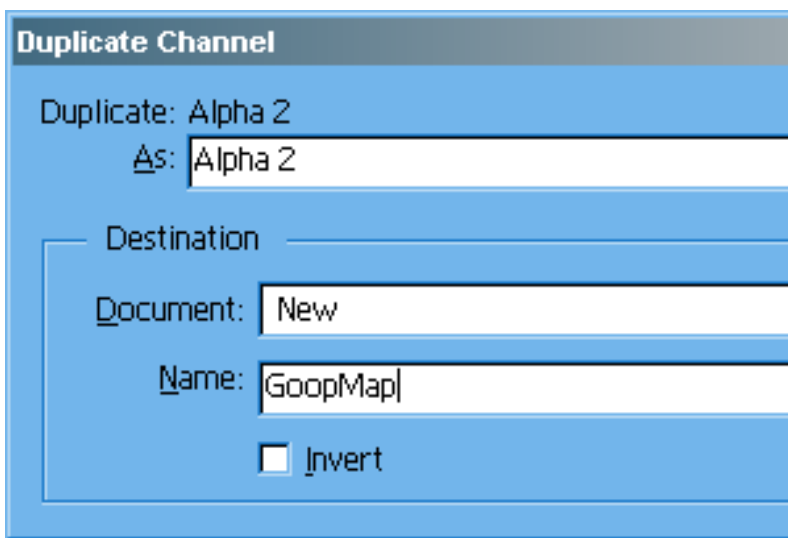 Duplicate Channel
Duplicate: Alpha 2
As: Alpha 2
Destination
Document: New
Name: GoopMap
Invert